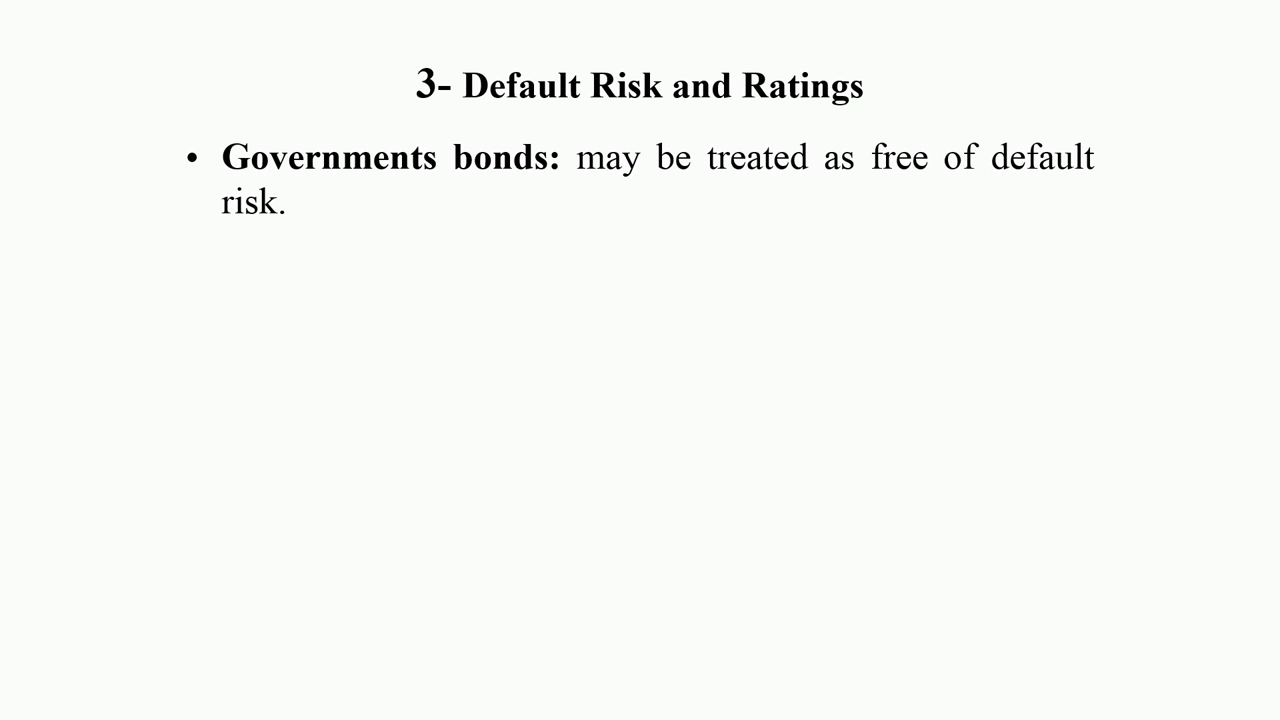 3- Default Risk and Ratings
• Governments bonds: may be treated as free of default
risk.